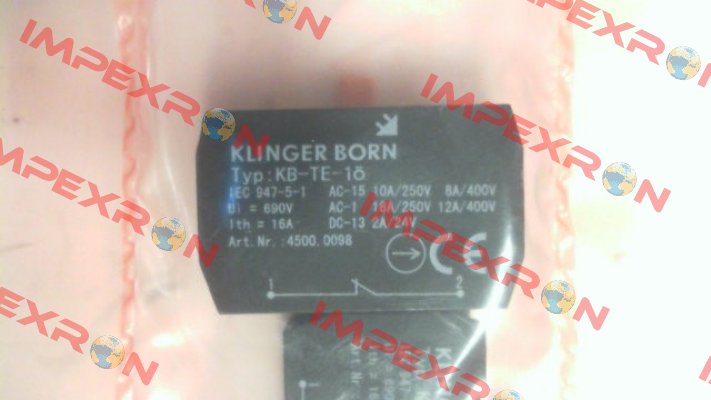 KLINGER BORN
Typ: KB-TE-1ö
IEC 947-5-1 AC-15 10A/250V 8A/400V
Ui = 690V AC-1 16A/250V 12A/400V
Ith = 16A DC-13 2A/24V
Art.Nr.:4500.0098
CE
1 2
IMPEXRON
IMPEXRON
IMPEXRON
IMPEXRON
IMPEXRON
IMPEXRON
IMPEXRON
IMPEXRON